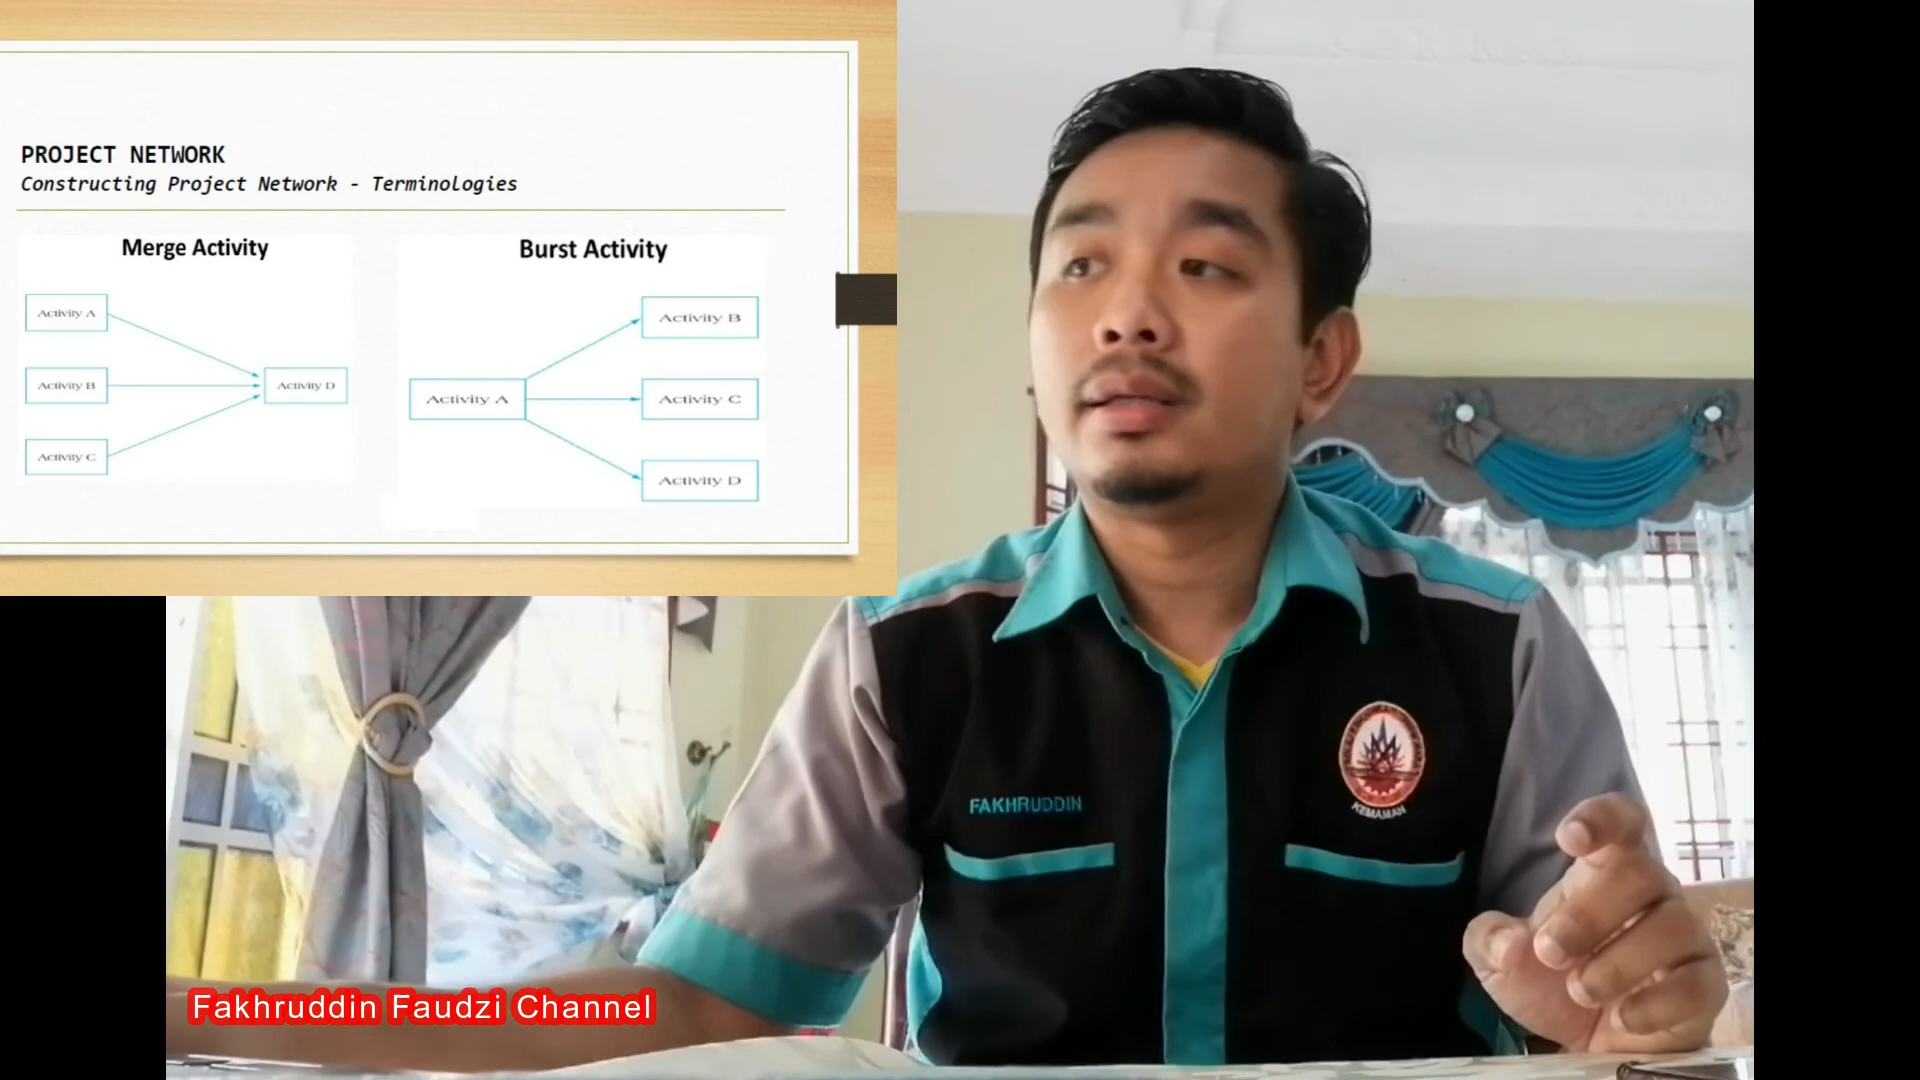 PROJECT NETWORK
Constructing Project Network - Terminologies
Merge Activity
Activity A
Activity B
Activity C
Activity D
Burst Activity
Activity A
Activity B
Activity C
Activity D
FAKHRUDDIN
KEMAMAN
Fakhruddin Faudzi Channel